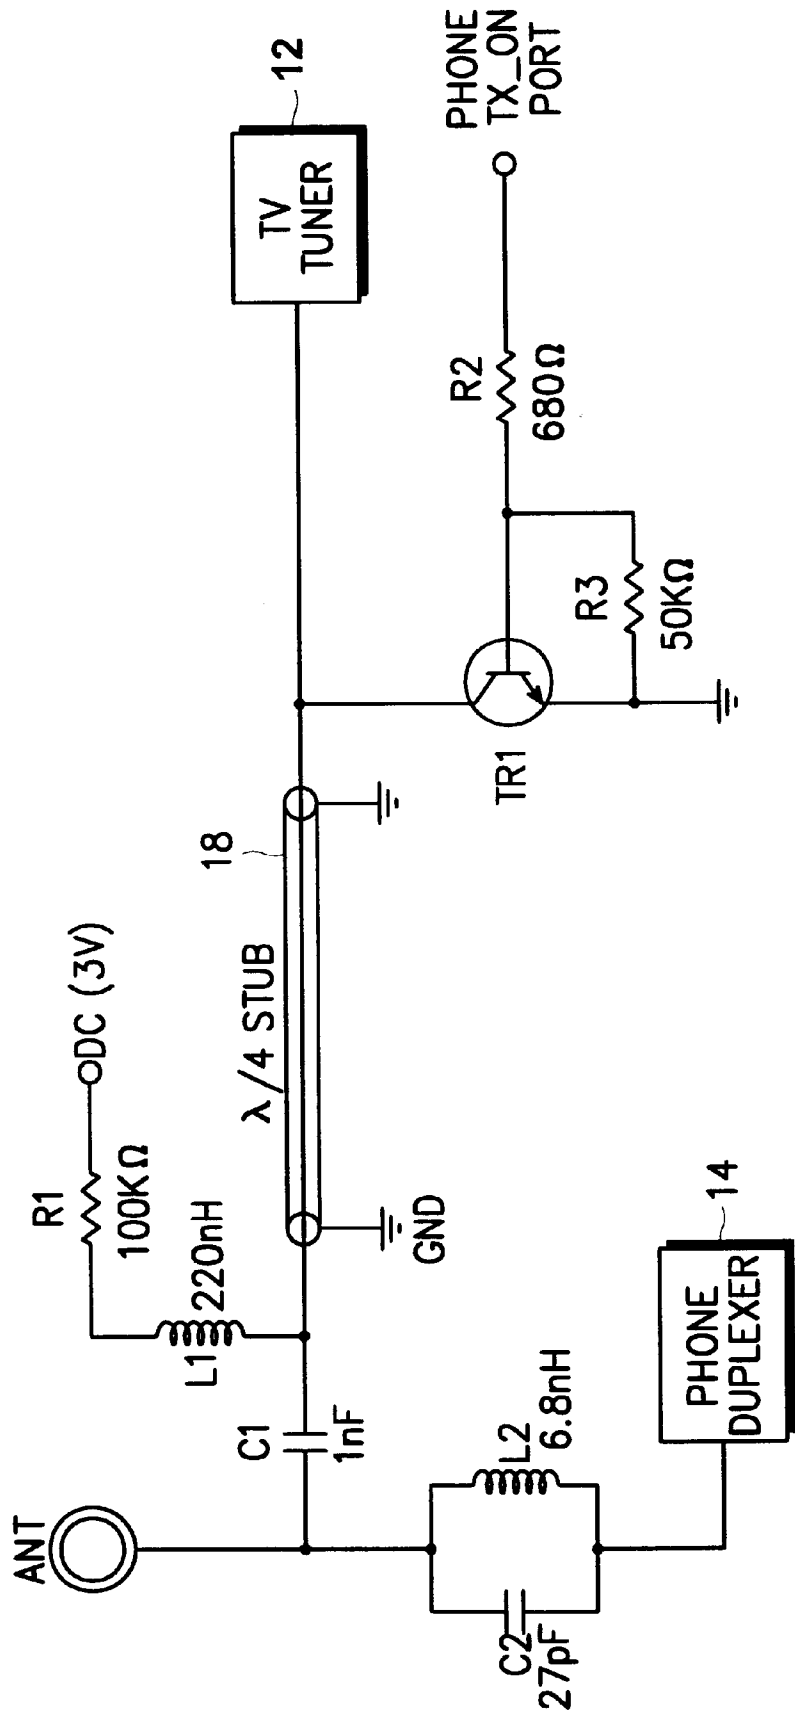 ANT
C1
1nF
L1
220nH
R1
100KΩ
DC (3V)
λ/4 STUB
18
GND
TV
TUNER
12
C2
27pF
L2
6.8nH
PHONE
DUPLEXER
14
TR1
R3
50KΩ
R2
680Ω
PHONE
TX_ON
PORT